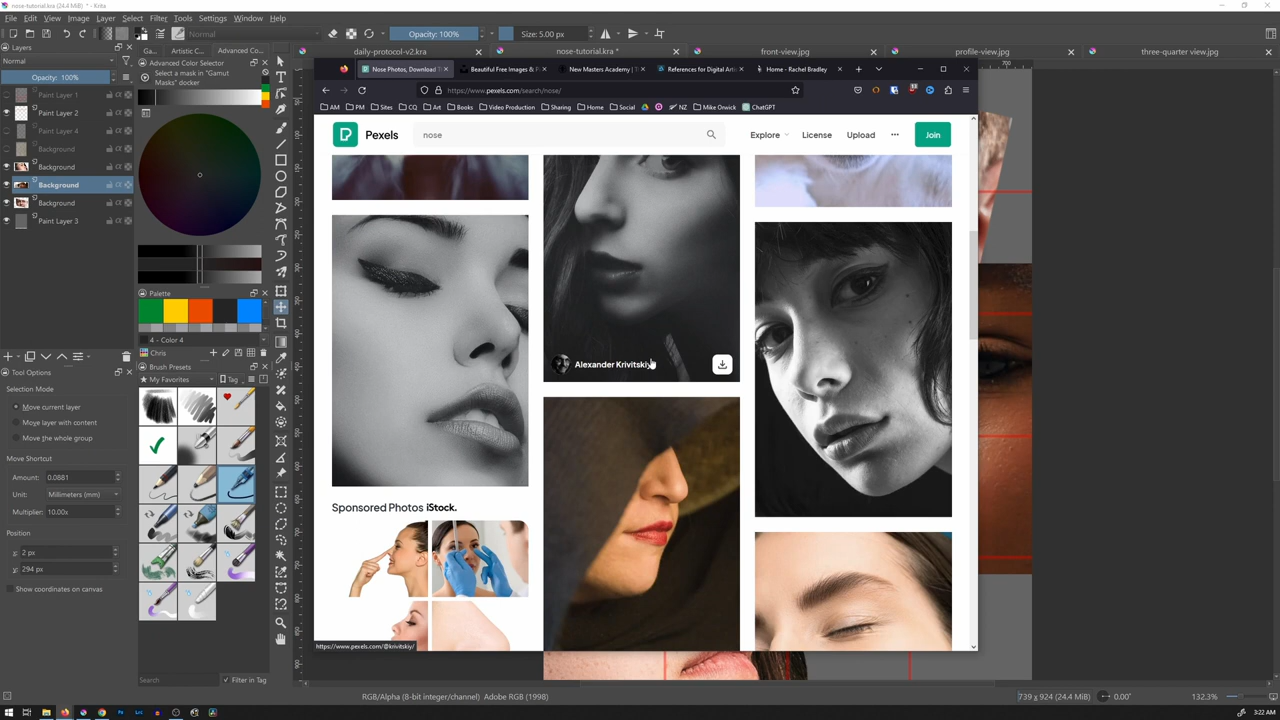 nose-tutorial.kra (24.4 MiB) * - Krita
File Edit View Image Layer Select Filter Tools Settings Window Help
Normal
Opacity: 100%
Size: 5.00 px
Layers
Ga...
Artistic C...
Advanced Co...
daily-protocol-v2.kra
nose-tutorial.kra *
front-view.jpg
profile-view.jpg
three-quarter view.jpg
Normal
Opacity: 100%
Paint Layer 1
Paint Layer 2
Paint Layer 4
Background
Background
Background
Background
Paint Layer 3
Advanced Color Selector
Select a mask in "Gamut
Masks" docker
Palette
4 - Color 4
Chris
Brush Presets
My Favorites
Tag
Search
Filter in Tag
Tool Options
Selection Mode
Move current layer
Move layer with content
Move the whole group
Move Shortcut
Amount: 0.0881
Unit: Millimeters (mm)
Multiplier: 10.00x
Position
x: 2 px
y: 294 px
Show coordinates on canvas
Nose Photos, Download
Beautiful Free Images & P
New Masters Academy | T
References for Digital Artis
Home - Rachel Bradley
https://www.pexels.com/search/nose/
AM PM Sites CQ Art Books Video Production Sharing Home Social NZ Mike Orwick ChatGPT
Pexels
nose
Explore License Upload ... Join
Alexander Krivitskiy
Sponsored Photos iStock.
https://www.pexels.com/@krivitskiy/
700
RGB/Alpha (8-bit integer/channel) Adobe RGB (1998)
739 x 924 (24.4 MiB)
0.00°
132.3%
3:22 AM